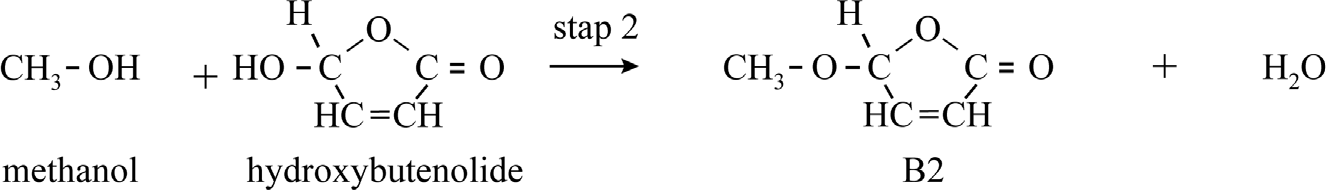 H O H O
CH₃ - OH + HO - C C = O stap 2 CH₃ - O - C C = O + H₂O
HC = CH HC = CH
methanol hydroxybutenolide B2